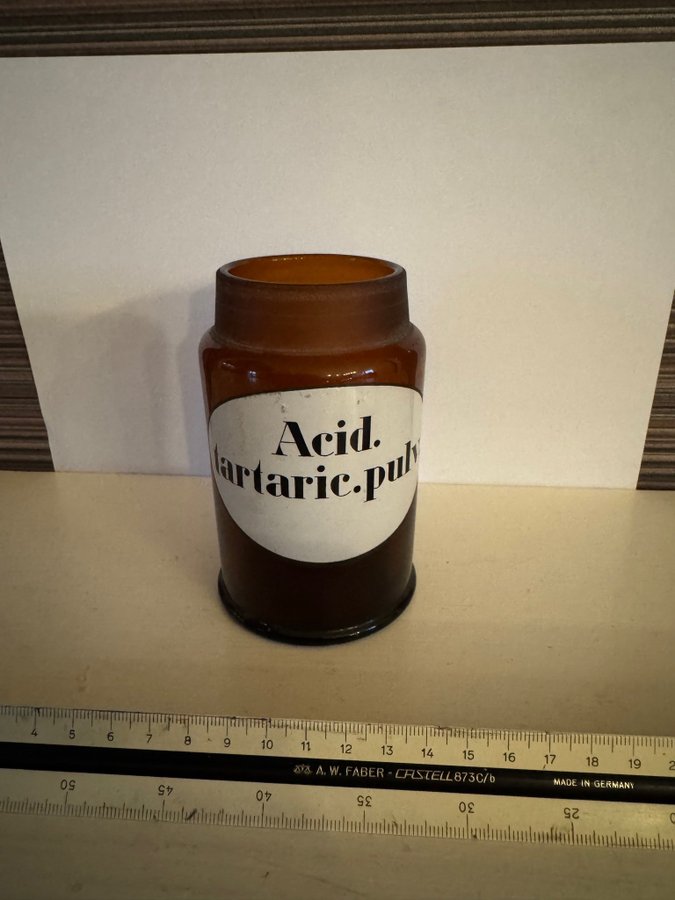 Acid.
tartaric.pulv
4 5 6 7 8 9 10 11 12 13 14 15 16 17 18 19
A. W. FABER - CASTELL 873C/b MADE IN GERMANY
50 45 40 35 30 25